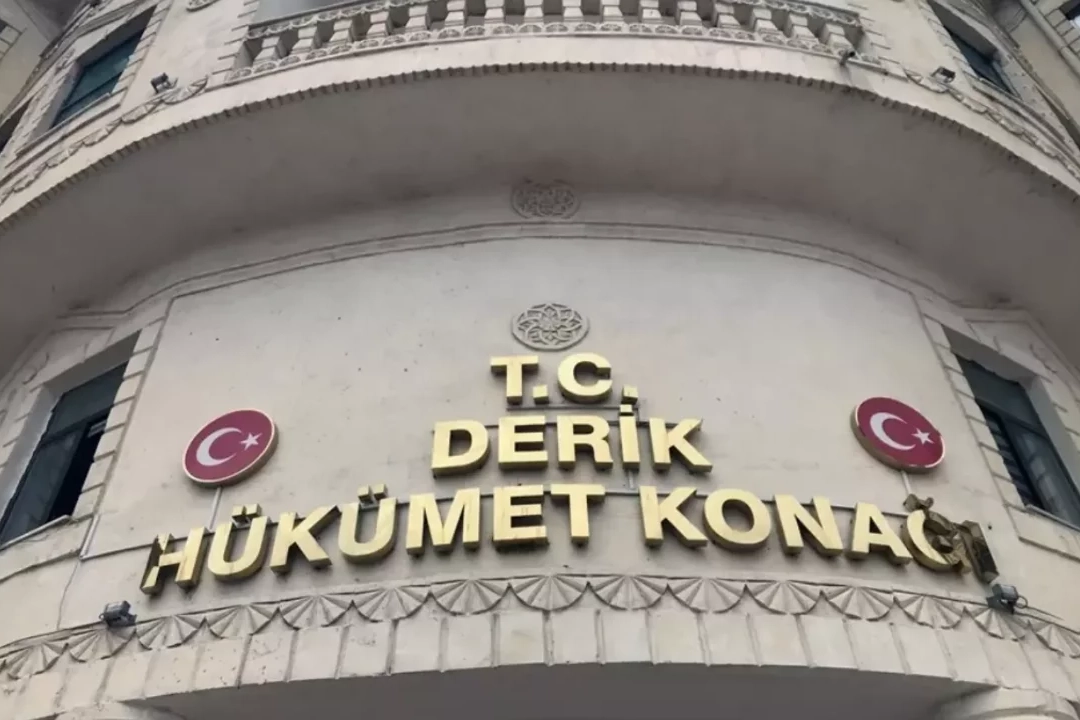 T.C.
DERİK
HÜKÜMET KONAĞI